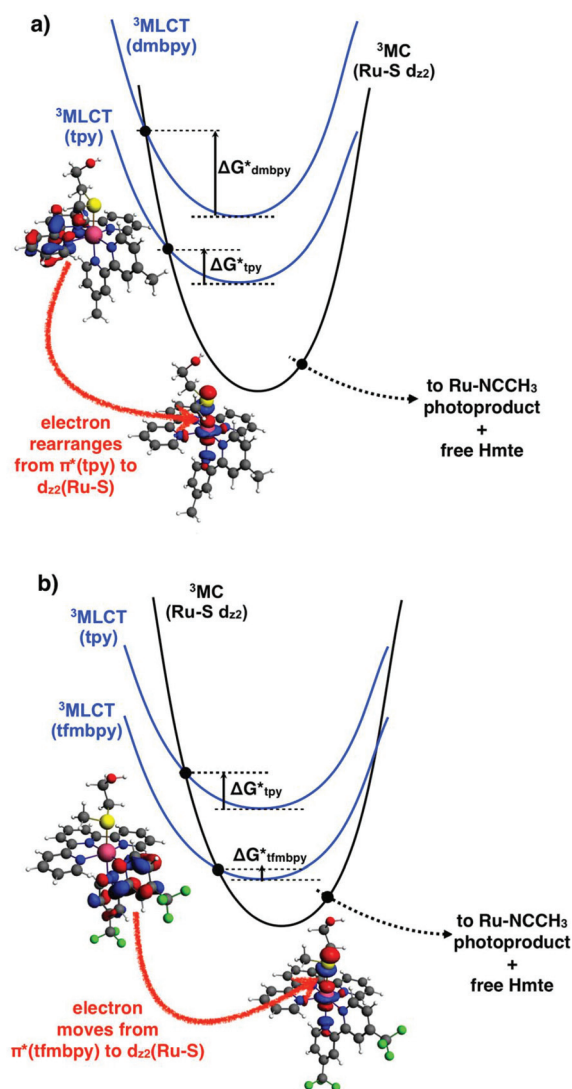 a)
³MLCT
(dmbpy)
³MC
(Ru-S dz2)
³MLCT
(tpy)
ΔG*dmbpy
ΔG*tpy
electron
rearranges
from π*(tpy) to
dz2(Ru-S)
to Ru-NCCH3
photoproduct
+
free Hmte
b)
³MC
(Ru-S dz2)
³MLCT
(tpy)
³MLCT
(tfmbpy)
ΔG*tpy
ΔG*tfmbpy
electron
moves from
π*(tfmbpy) to dz2(Ru-S)
to Ru-NCCH3
photoproduct
+
free Hmte